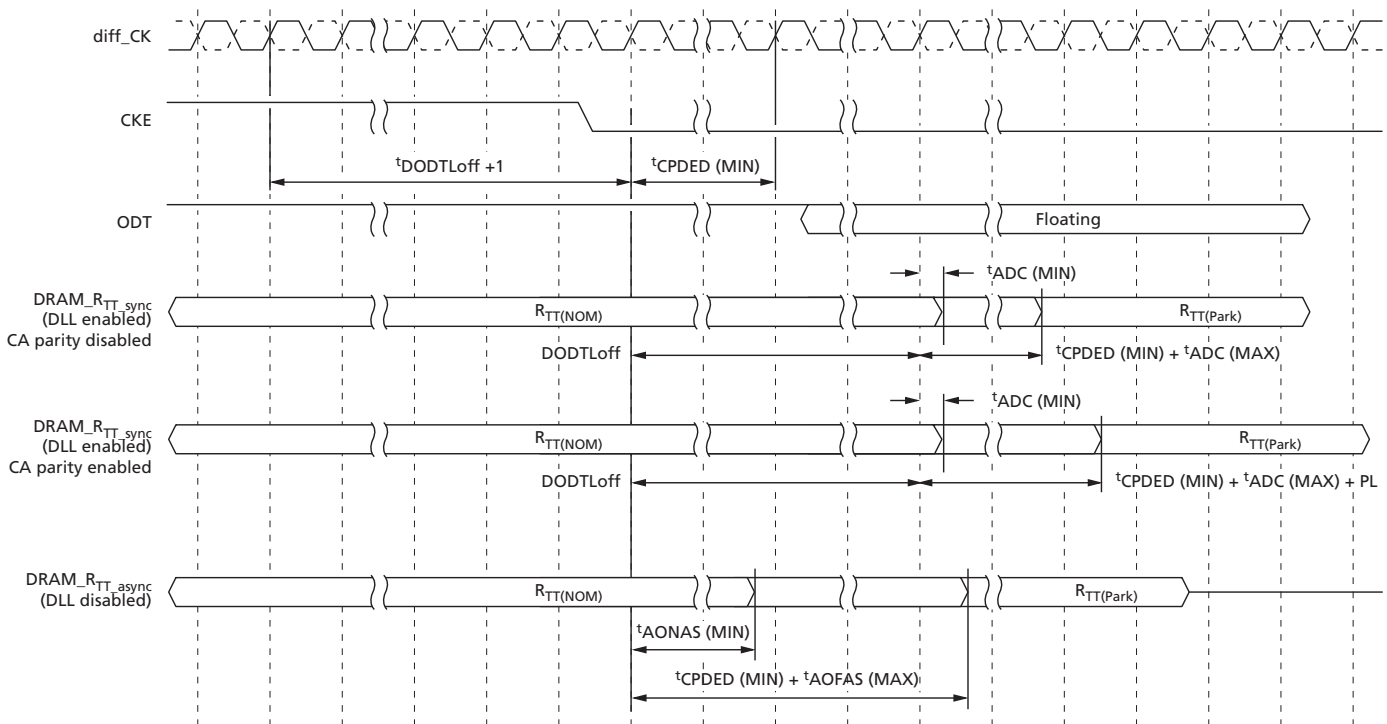 diff_CK
CKE
tDODTLoff +1
tCPDED (MIN)
ODT
Floating
tADC (MIN)
DRAM_RTT_sync
(DLL enabled)
CA parity disabled
RTT(NOM)
RTT(Park)
DODTLoff
tCPDED (MIN) + tADC (MAX)
tADC (MIN)
DRAM_RTT_sync
(DLL enabled)
CA parity enabled
RTT(NOM)
RTT(Park)
DODTLoff
tCPDED (MIN) + tADC (MAX) + PL
DRAM_RTT_async
(DLL disabled)
RTT(NOM)
RTT(Park)
tAONAS (MIN)
tCPDED (MIN) + tAOFAS (MAX)